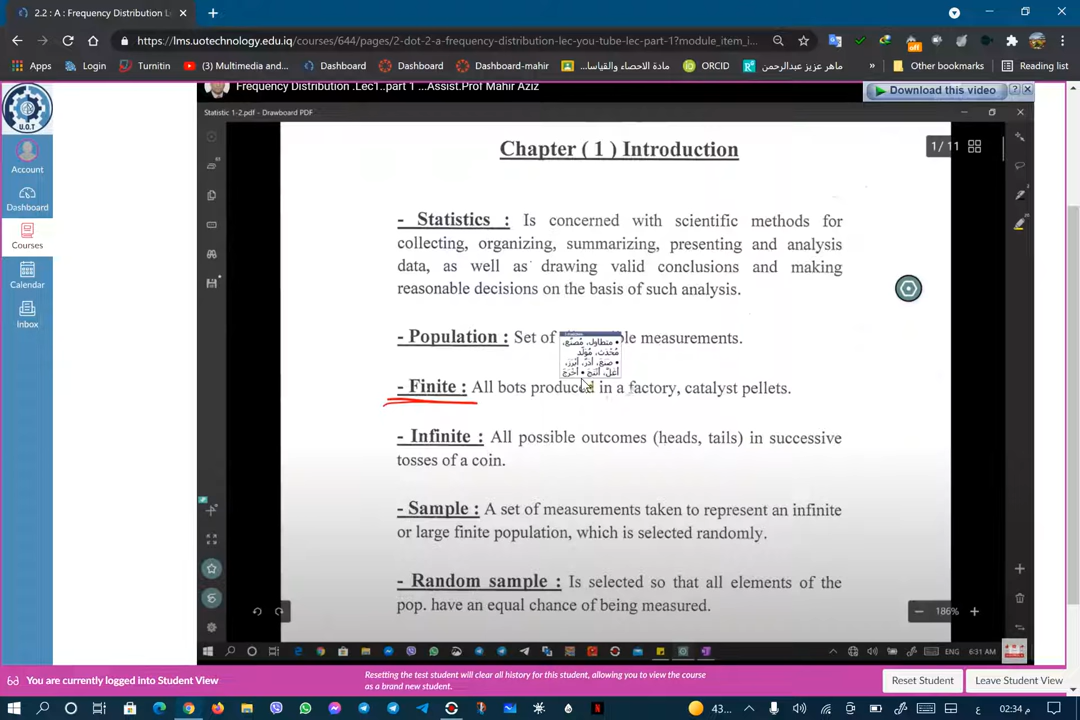 2.2 : A : Frequency Distribution Le
https://lms.uotechnology.edu.iq/courses/644/pages/2-dot-2-a-frequency-distribution-lec-you-tube-lec-part-1?module_item_i
Apps Login Turnitin (3) Multimedia and... Dashboard Dashboard Dashboard-mahir مادة الاحصاء والقياسا... ORCID ماهر عزيز عبدالرحمن » Other bookmarks Reading list
Frequency Distribution .Lec1..part 1 ...Assist.Prof Mahir Aziz
Download this video ? X
Statistic 1-2.pdf - Drawboard PDF
U.O.T
Account
Dashboard
Courses
Calendar
Inbox
1 / 11
Chapter ( 1 ) Introduction
- Statistics : Is concerned with scientific methods for
collecting, organizing, summarizing, presenting and analysis
data, as well as drawing valid conclusions and making
reasonable decisions on the basis of such analysis.
- Population : Set of measurements.
- Finite : All bots produced in a factory, catalyst pellets.
- Infinite : All possible outcomes (heads, tails) in successive
tosses of a coin.
- Sample : A set of measurements taken to represent an infinite
or large finite population, which is selected randomly.
- Random sample : Is selected so that all elements of the
pop. have an equal chance of being measured.
186%
ENG 6:31 AM
You are currently logged into Student View
Resetting the test student will clear all history for this student, allowing you to view the course
as a brand new student.
Reset Student
Leave Student View
43...
ع 02:34 م